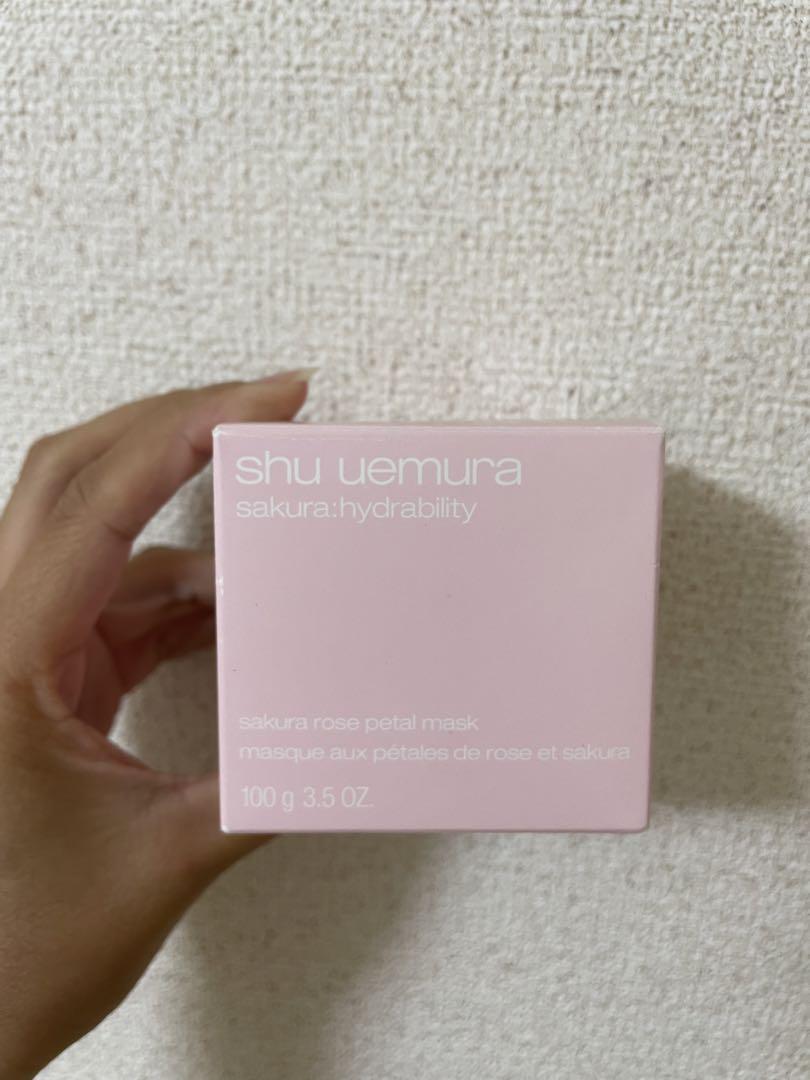 shu uemura
sakura:hydrability
sakura rose petal mask
masque aux pétales de rose et sakura
100 g 3.5 OZ.